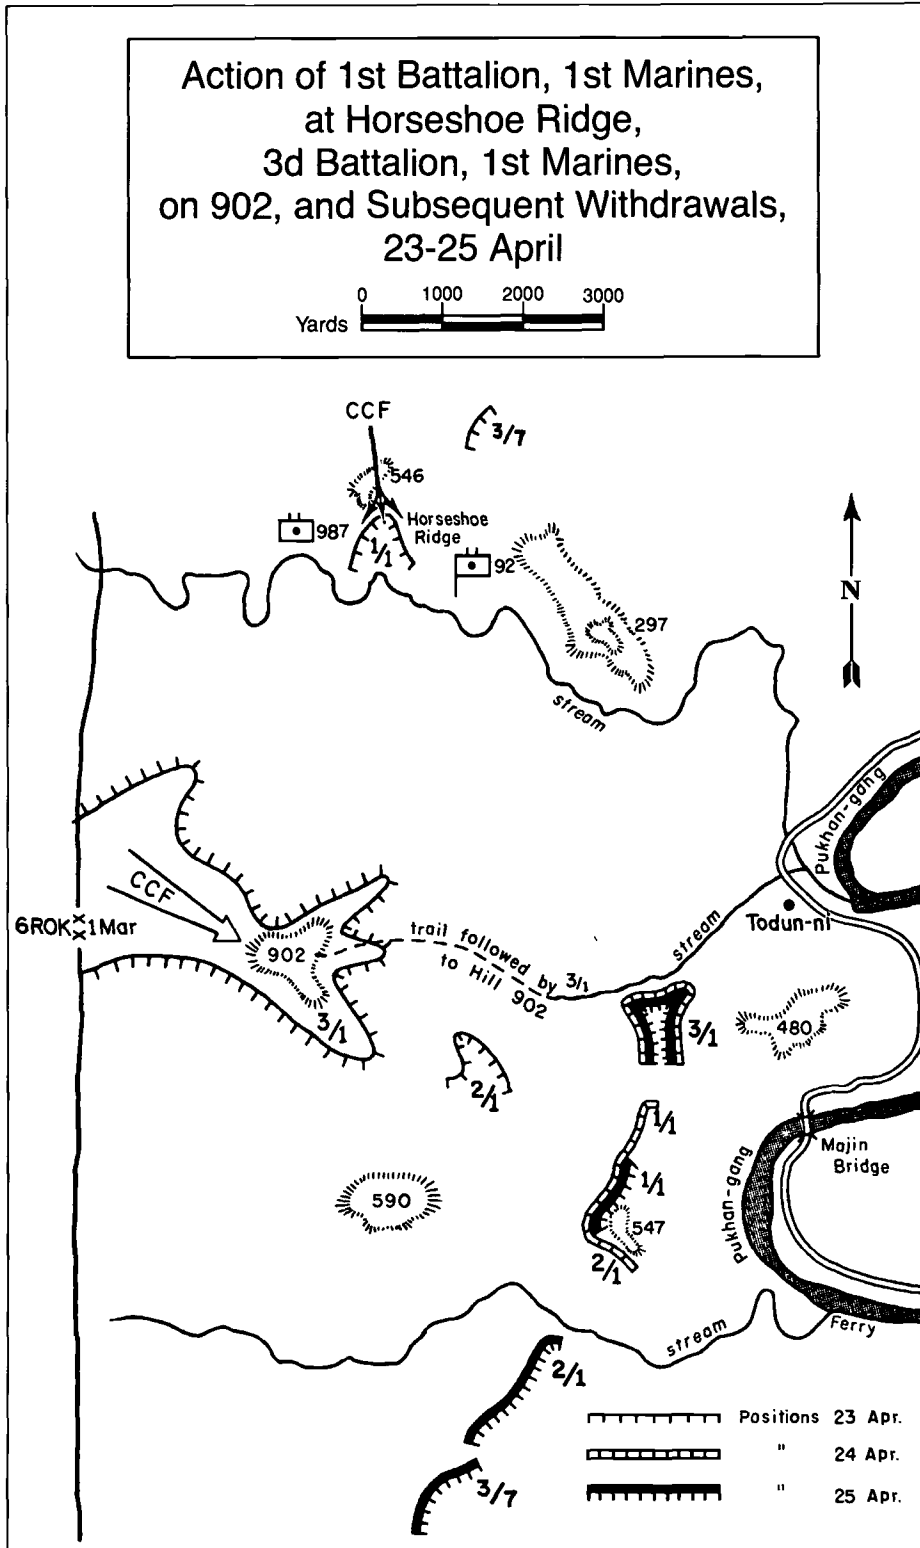 Action of 1st Battalion, 1st Marines,
at Horseshoe Ridge,
3d Battalion, 1st Marines,
on 902, and Subsequent Withdrawals,
23-25 April
0 1000 2000 3000
Yards
CCF
3/7
546
987
Horseshoe
Ridge
1/1
92
N
297
stream
Pukhan-gang
CCF
6ROK XX 1Mar
902
trail followed by 3/1
to Hill 902
stream
Todun-ni
3/1
3/1
480
2/1
1/1
Majin
Bridge
590
1/1
547
Pukhan-gang
2/1
stream
Ferry
2/1
Positions 23 Apr.
" 24 Apr.
3/7
" 25 Apr.